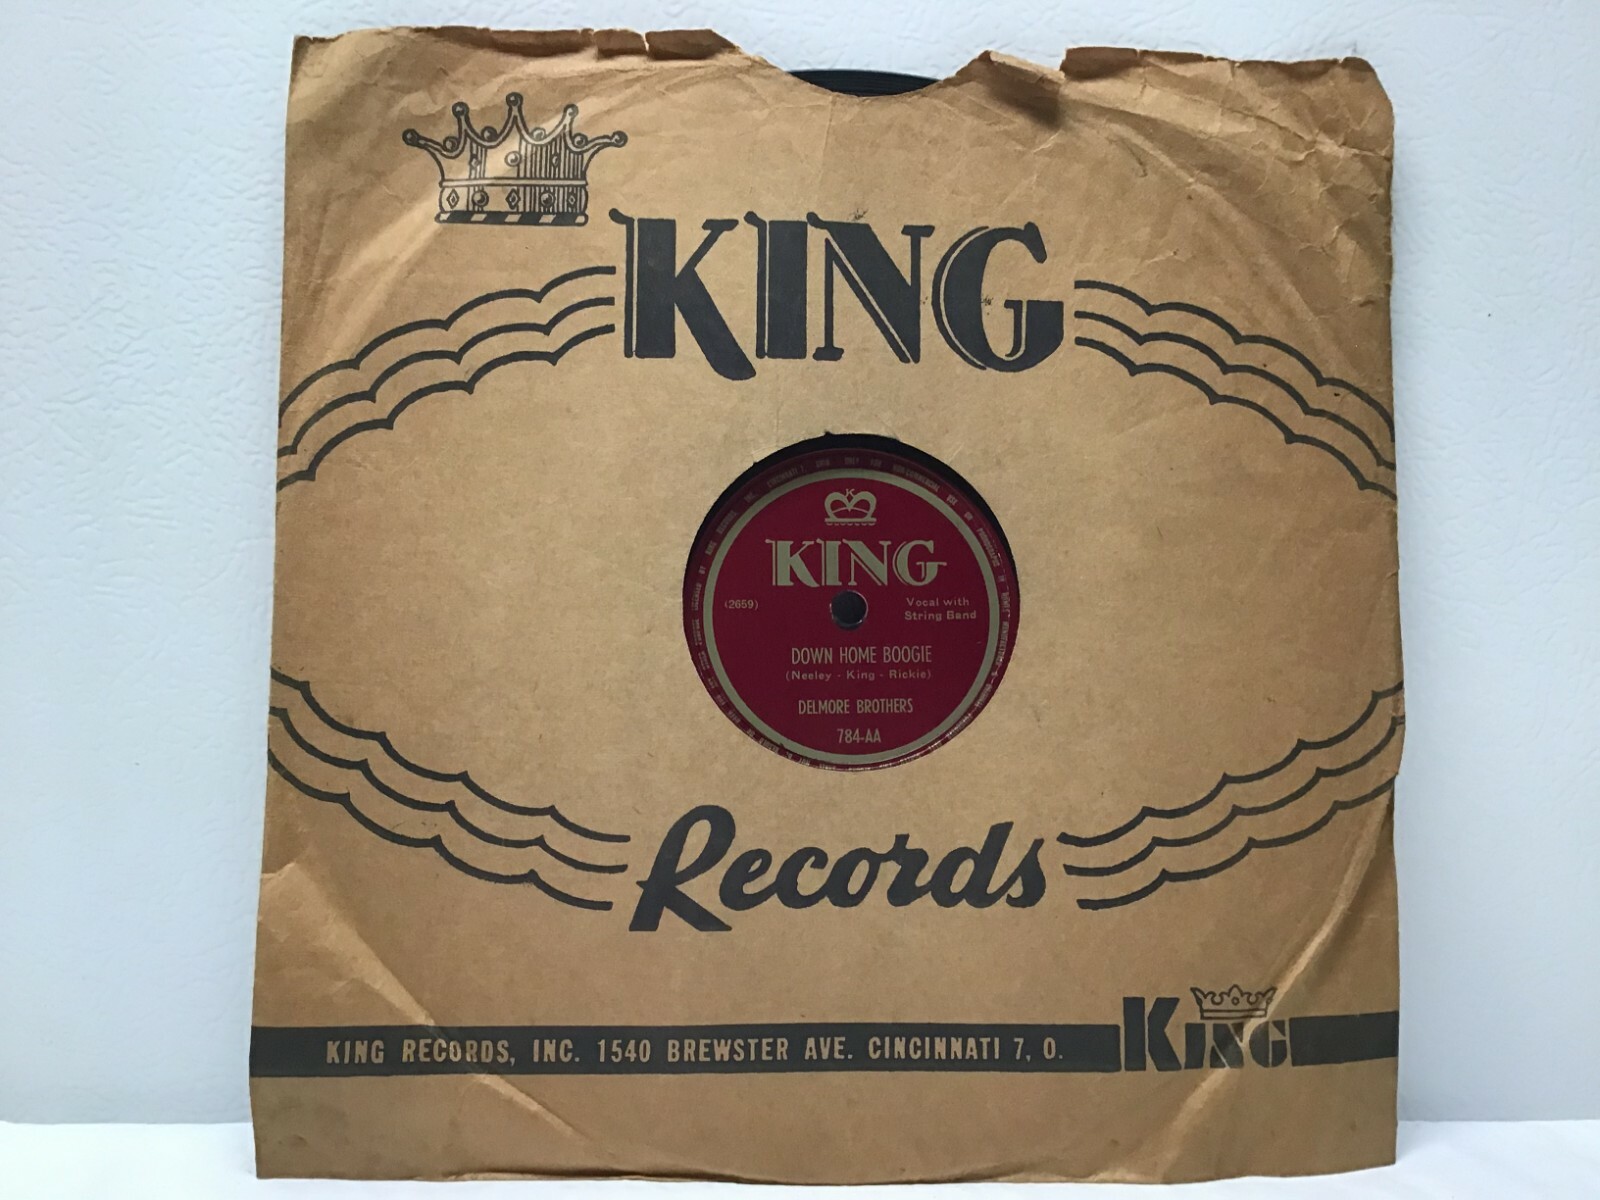 KING
K
KING
(2659)
Vocal with
String Band
DOWN HOME BOOGIE
(Neeley - King - Rickie)
DELMORE BROTHERS
784-AA
Records
KING RECORDS, INC. 1540 BREWSTER AVE. CINCINNATI 7, O.
KING